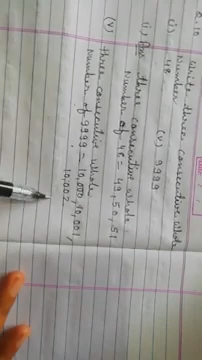 Q.10 Write three consecutive whole
Number
(i) 48 (v) 9999
(i) Ans three consecutive whole
Number of 48 = 49, 50, 51
(v) three consecutive whole
Number of 9999 = 10,000, 10,001,
10,002